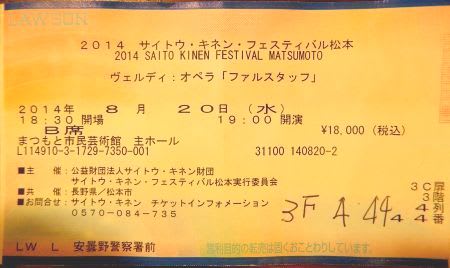 LAWSON
2014 サイトウ・キネン・フェスティバル松本
2014 SAITO KINEN FESTIVAL MATSUMOTO
ヴェルディ:オペラ「ファルスタッフ」
2014年 8月 20日(水)
18:30 開場 19:00 開演
B席 ¥18,000(税込)
まつもと市民芸術館 主ホール
L114910-3-1729-7350-001 31100 140820-2
■主 催:公益財団法人サイトウ・キネン財団
サイトウ・キネン・フェスティバル松本実行委員会
■共 催:長野県/松本市
■お問合せ:サイトウ・キネン チケットインフォメーション
0570-084-735
3C扉
3階
4列
44番
3F 4 44
LW L 安曇野警察署前
営利目的の転売は固くおことわりしています。